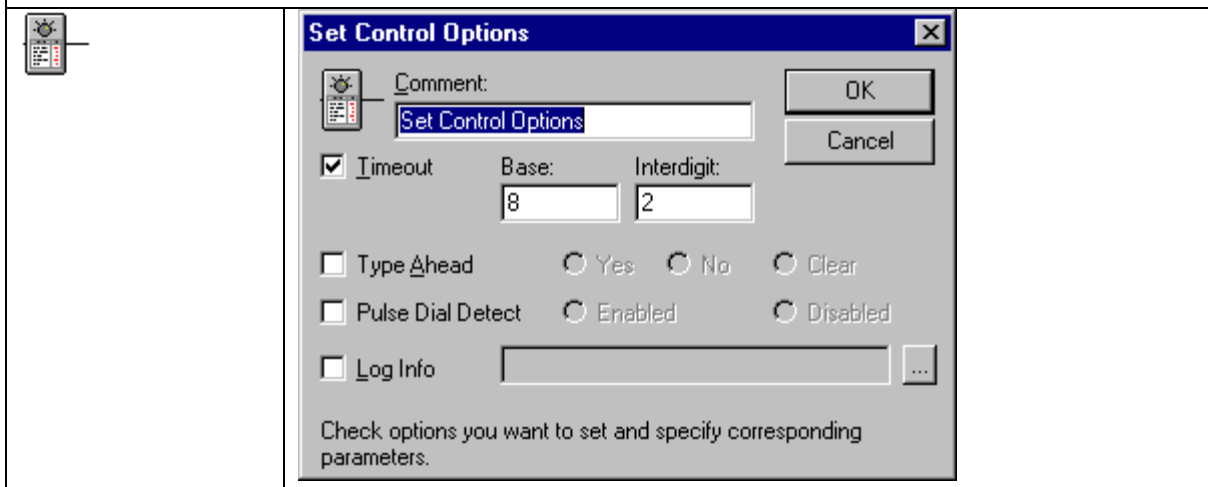 Set Control Options
Comment:
OK
Set Control Options
Cancel
Timeout Base: Interdigit:
8 2
Type Ahead Yes No Clear
Pulse Dial Detect Enabled Disabled
Log Info ...
Check options you want to set and specify corresponding
parameters.